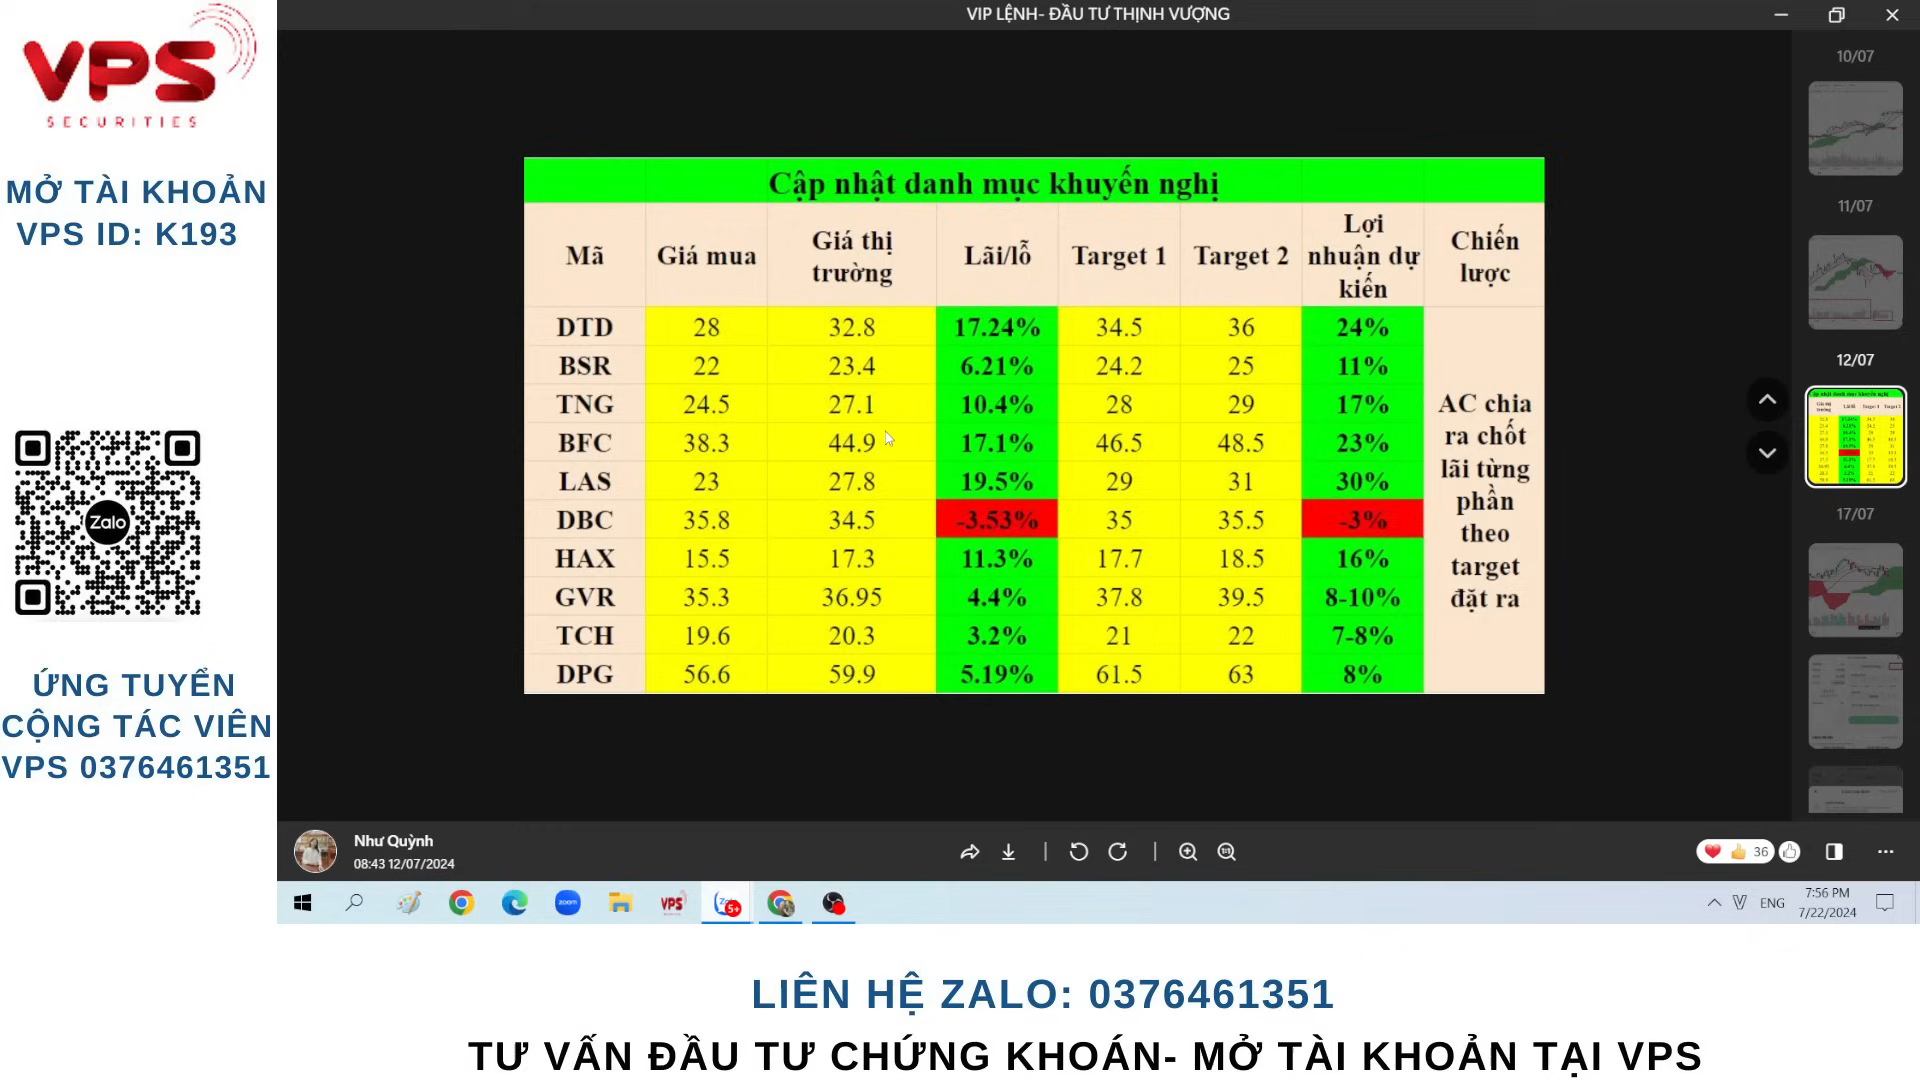 VIP LỆNH- ĐẦU TƯ THỊNH VƯỢNG
VPS
SECURITIES
MỞ TÀI KHOẢN
VPS ID: K193
Zalo
ỨNG TUYỂN
CỘNG TÁC VIÊN
VPS 0376461351
Cập nhật danh mục khuyến nghị
Mã Giá mua Giá thị trường Lãi/lỗ Target 1 Target 2 Lợi nhuận dự kiến Chiến lược
DTD 28 32.8 17.24% 34.5 36 24%
BSR 22 23.4 6.21% 24.2 25 11%
TNG 24.5 27.1 10.4% 28 29 17%
BFC 38.3 44.9 17.1% 46.5 48.5 23%
LAS 23 27.8 19.5% 29 31 30%
DBC 35.8 34.5 -3.53% 35 35.5 -3%
HAX 15.5 17.3 11.3% 17.7 18.5 16%
GVR 35.3 36.95 4.4% 37.8 39.5 8-10%
TCH 19.6 20.3 3.2% 21 22 7-8%
DPG 56.6 59.9 5.19% 61.5 63 8%
AC chia
ra chốt
lãi từng
phần
theo
target
đặt ra
10/07
11/07
12/07
17/07
Như Quỳnh
08:43 12/07/2024
36
zoom
VPS
5+
ENG
7:56 PM
7/22/2024
LIÊN HỆ ZALO: 0376461351
TƯ VẤN ĐẦU TƯ CHỨNG KHOÁN- MỞ TÀI KHOẢN TẠI VPS